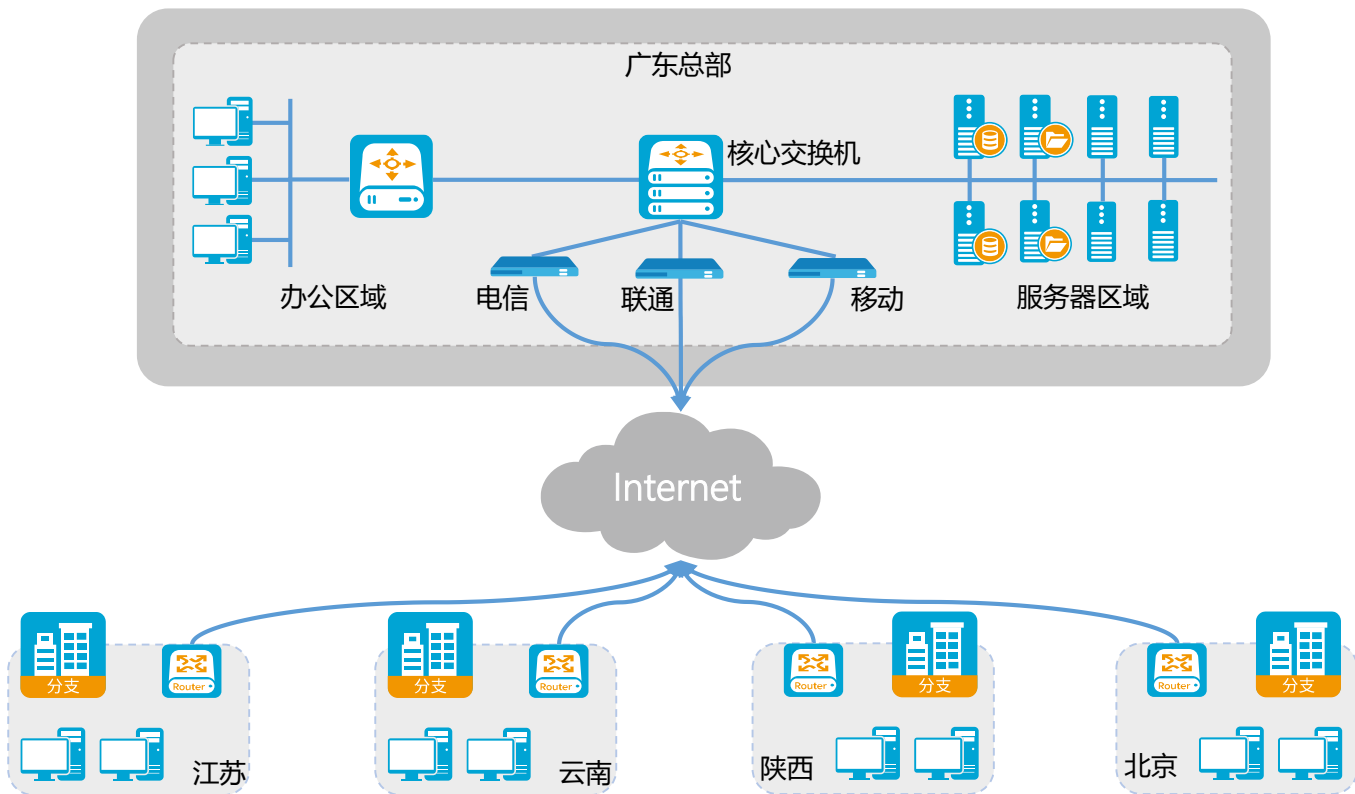 广东总部
核心交换机
办公区域
电信
联通
移动
服务器区域
Internet
分支
Router
江苏
分支
Router
云南
Router
分支
陕西
Router
分支
北京